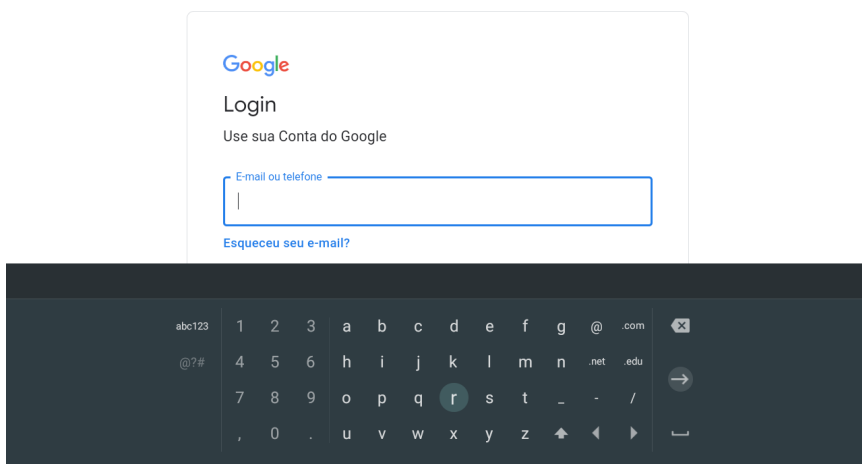 Google
Login
Use sua Conta do Google
E-mail ou telefone
Esqueceu seu e-mail?
abc123 1 2 3 a b c d e f g @ .com
@?# 4 5 6 h i j k l m n .net .edu
7 8 9 o p q r s t _ - /
, 0 . u v w x y z